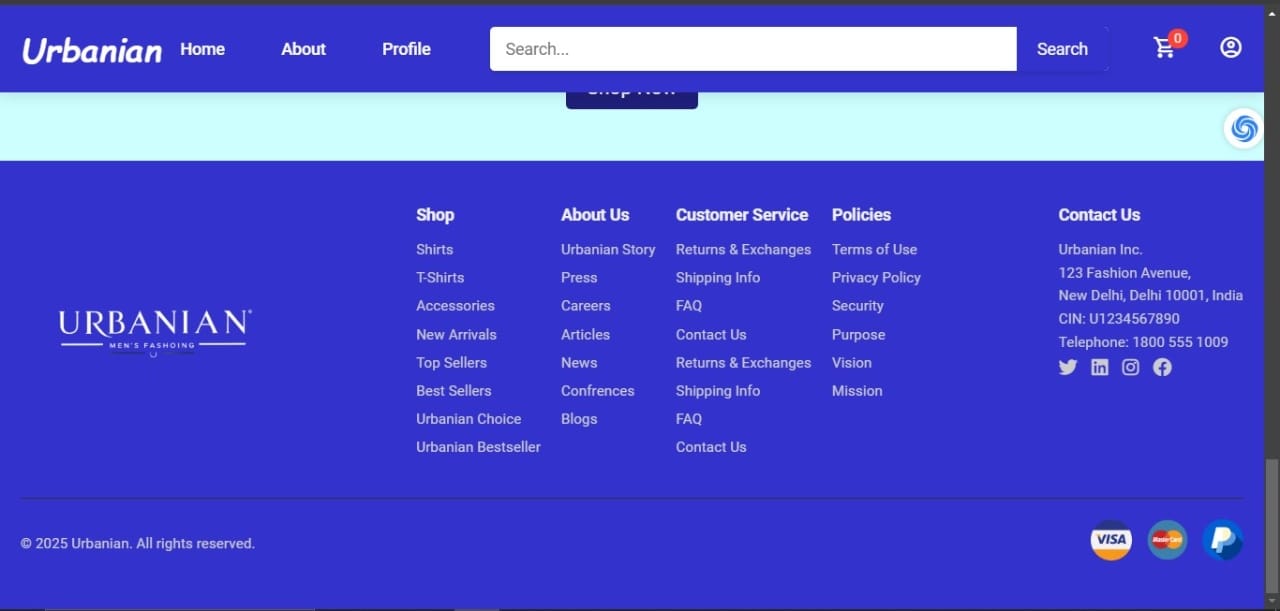 Urbanian Home About Profile Search... Search 0
Shop Now
Shop
Shirts
T-Shirts
Accessories
New Arrivals
Top Sellers
Best Sellers
Urbanian Choice
Urbanian Bestseller
About Us
Urbanian Story
Press
Careers
Articles
News
Confrences
Blogs
Customer Service
Returns & Exchanges
Shipping Info
FAQ
Contact Us
Returns & Exchanges
Shipping Info
FAQ
Contact Us
Policies
Terms of Use
Privacy Policy
Security
Purpose
Vision
Mission
Contact Us
Urbanian Inc.
123 Fashion Avenue,
New Delhi, Delhi 10001, India
CIN: U1234567890
Telephone: 1800 555 1009
URBANIAN®
MEN'S FASHOING
© 2025 Urbanian. All rights reserved.
VISA MasterCard